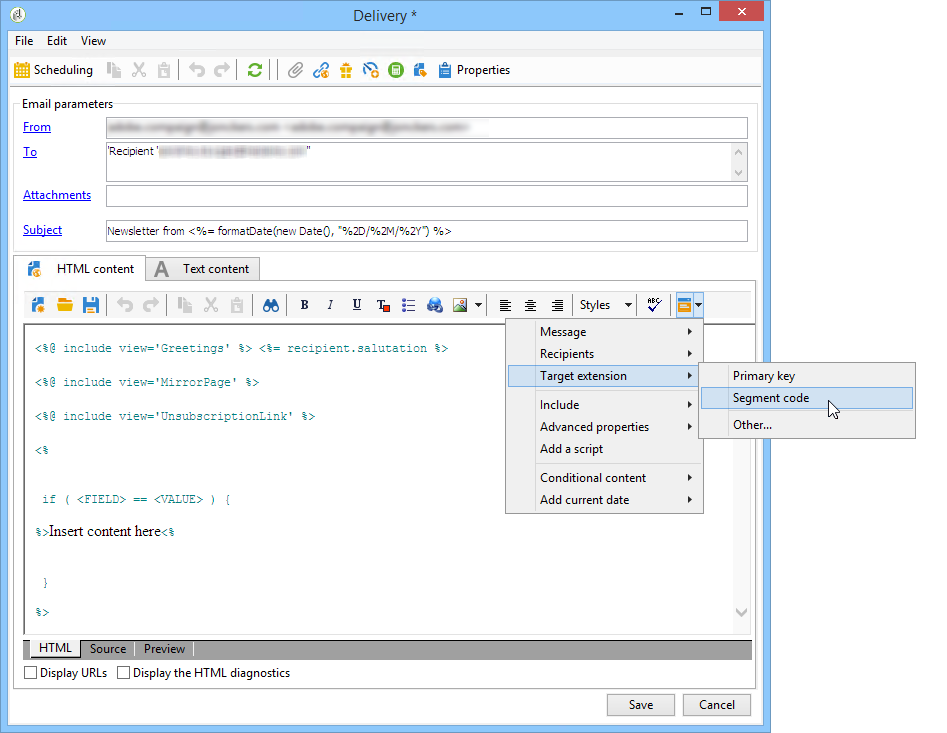 Delivery *
File Edit View
Scheduling Properties
Email parameters
From
To 'Recipient ' "
Attachments
Subject Newsletter from <%= formatDate(new Date(), "%2D/%2M/%2Y") %>
HTML content A Text content
B I U T Styles ABC
Message
<%@ include view='Greetings' %> <%= recipient.salutation %>
Recipients
Target extension Primary key
<%@ include view='MirrorPage' %>
Segment code
Include
<%@ include view='UnsubscriptionLink' %>
Advanced properties Other...
Add a script
<%
Conditional content
if ( <FIELD> == <VALUE> ) {
Add current date
%>Insert content here<%
}
%>
HTML Source Preview
Display URLs Display the HTML diagnostics
Save Cancel